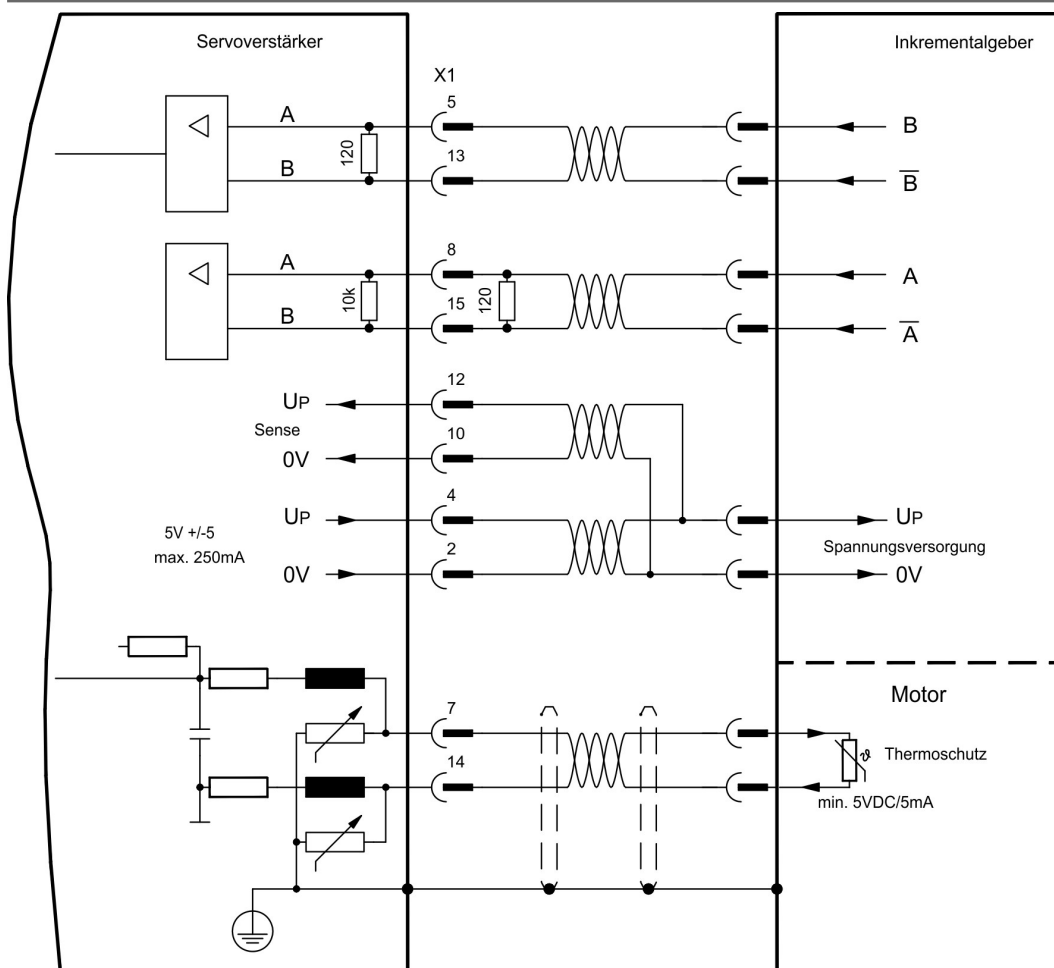 Servoverstärker
Inkrementalgeber
X1
A
5
B
120
B
13
B̅
A
8
A
10k
120
B
15
A̅
UP
12
Sense
0V
10
5V +/-5
max. 250mA
UP
4
UP
Spannungsversorgung
0V
2
0V
Motor
7
ϑ
Thermoschutz
14
min. 5VDC/5mA